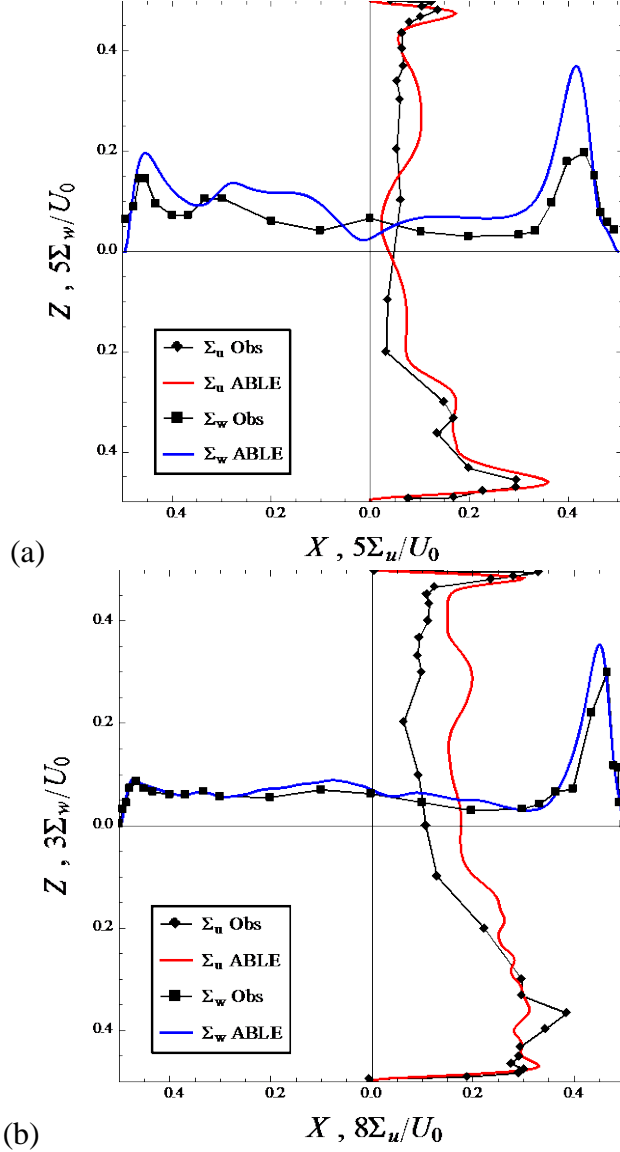 0.4
0.2
0.0
0.2
0.4
Z , 5Σw/U0
Σu Obs
Σu ABLE
Σw Obs
Σw ABLE
0.4 0.2 0.0 0.2 0.4
(a)
X , 5Σu/U0
0.4
0.2
0.0
0.2
0.4
Z , 3Σw/U0
Σu Obs
Σu ABLE
Σw Obs
Σw ABLE
0.4 0.2 0.0 0.2 0.4
(b)
X , 8Σu/U0